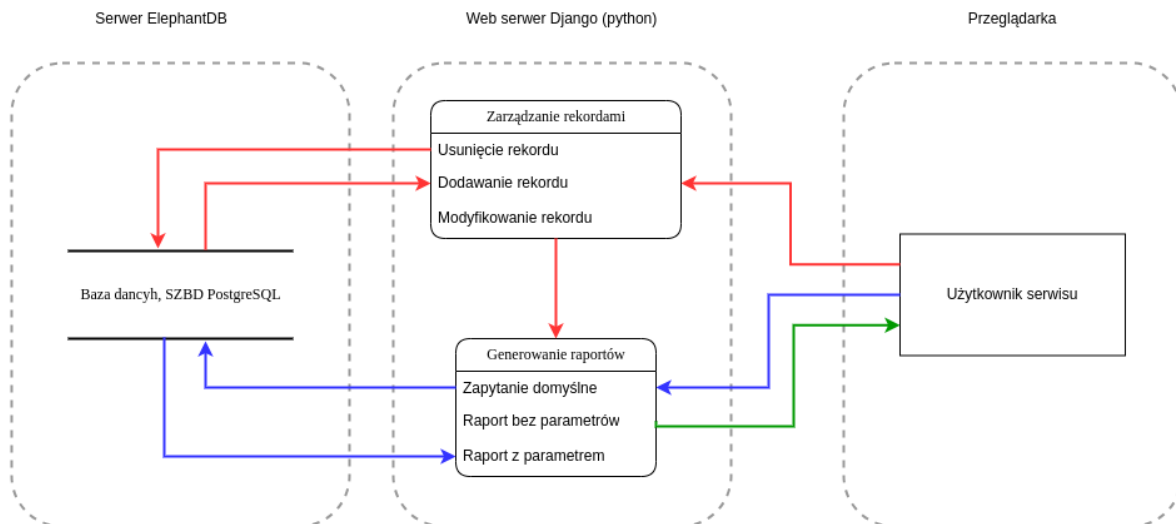 Serwer ElephantDB
Web serwer Django (python)
Przeglądarka
Zarządzanie rekordami
Usunięcie rekordu
Dodawanie rekordu
Modyfikowanie rekordu
Baza dancyh, SZBD PostgreSQL
Użytkownik serwisu
Generowanie raportów
Zapytanie domyślne
Raport bez parametrów
Raport z parametrem